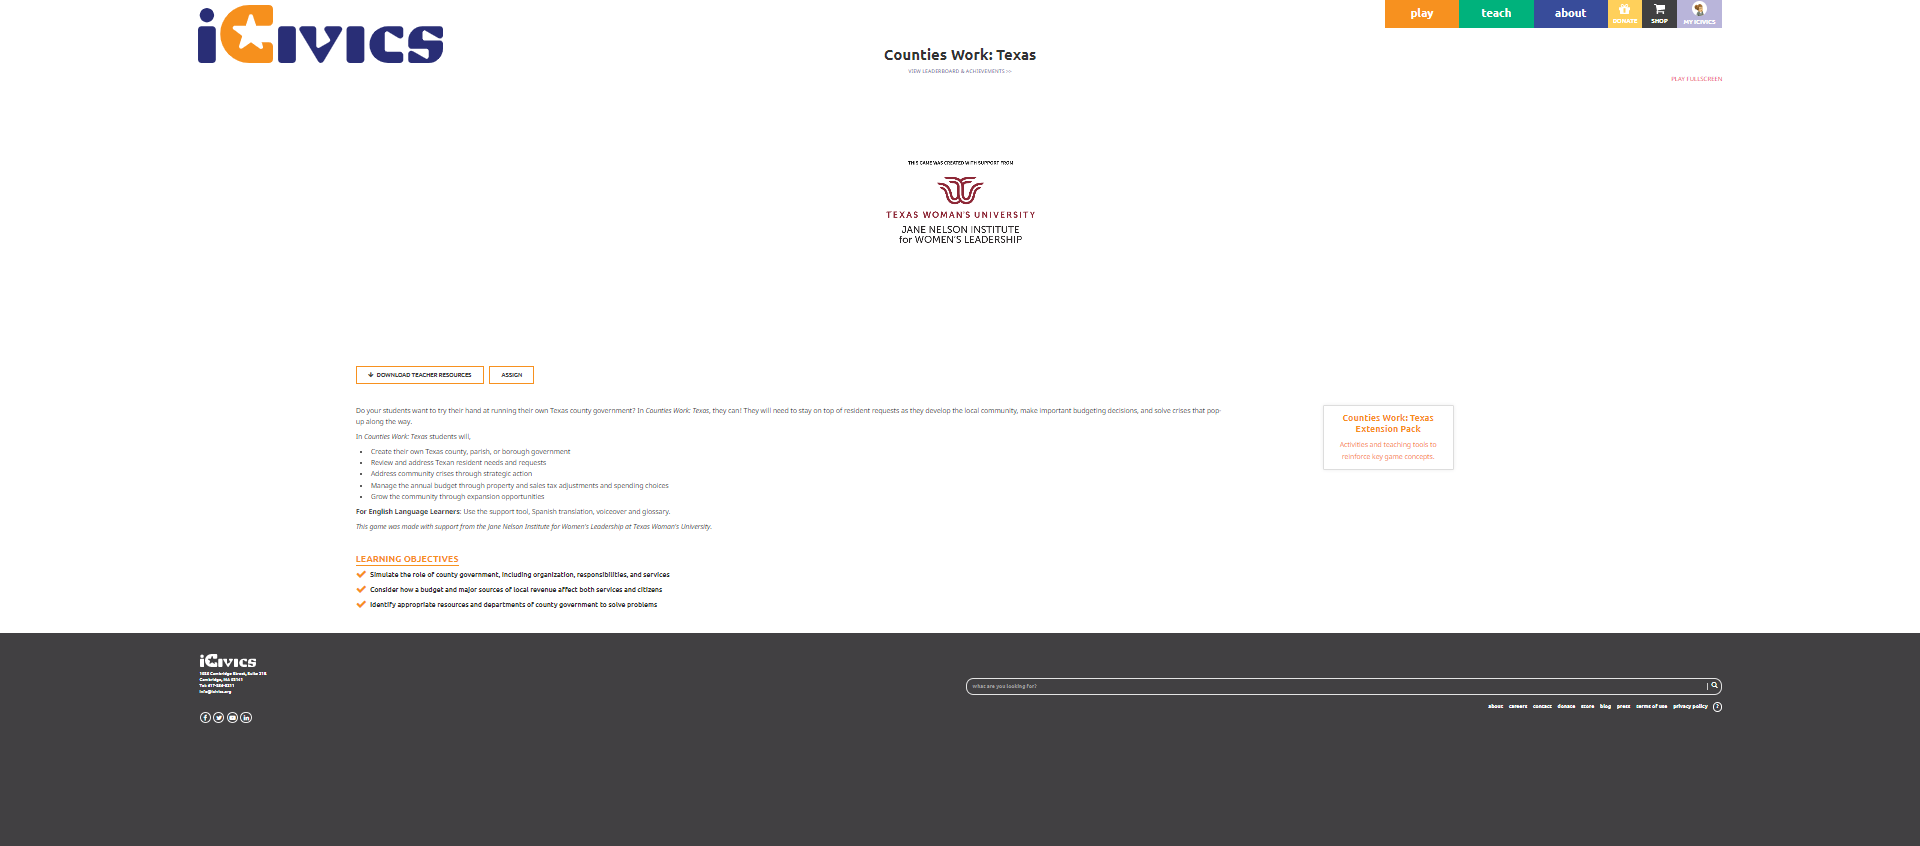 iCivics
play
teach
about
DONATE
SHOP
MY ICIVICS
Counties Work: Texas
VIEW LEADERBOARD & ACHIEVEMENTS >>
PLAY FULLSCREEN
THIS GAME WAS CREATED WITH SUPPORT FROM
TEXAS WOMAN'S UNIVERSITY
JANE NELSON INSTITUTE
for WOMEN'S LEADERSHIP
DOWNLOAD TEACHER RESOURCES
ASSIGN
Do your students want to try their hand at running their own Texas county government? In Counties Work: Texas, they can! They will need to stay on top of resident requests as they develop the local community, make important budgeting decisions, and solve crises that pop-
up along the way.
In Counties Work: Texas students will,
• Create their own Texas county, parish, or borough government
• Review and address Texan resident needs and requests
• Address community crises through strategic action
• Manage the annual budget through property and sales tax adjustments and spending choices
• Grow the community through expansion opportunities
For English Language Learners: Use the support tool, Spanish translation, voiceover and glossary.
This game was made with support from the Jane Nelson Institute for Women's Leadership at Texas Woman's University.
Counties Work: Texas
Extension Pack
Activities and teaching tools to
reinforce key game concepts.
LEARNING OBJECTIVES
Simulate the role of county government, including organization, responsibilities, and services
Consider how a budget and major sources of local revenue affect both services and citizens
Identify appropriate resources and departments of county government to solve problems
iCivics
1035 Cambridge Street, Suite 21B
Cambridge, MA 02141
info@icivics.org
what are you looking for?
about careers contact donate store blog press terms of use privacy policy ?